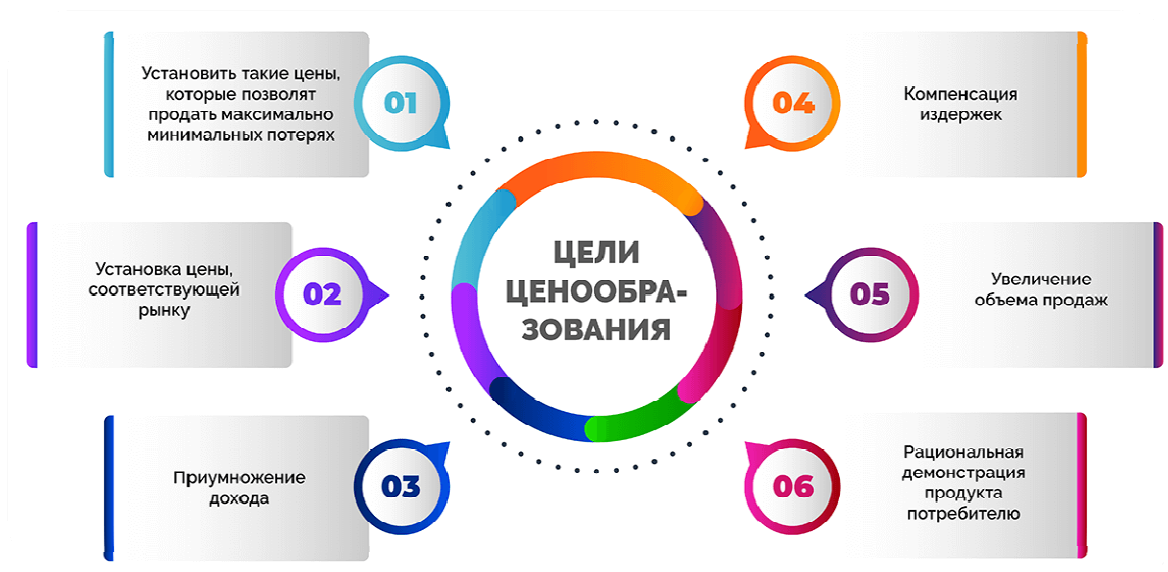 Установить такие цены,
которые позволят
продать максимально
минимальных потерях
01
Установка цены,
соответствующей
рынку
02
Приумножение
дохода
03
ЦЕЛИ
ЦЕНООБРА-
ЗОВАНИЯ
04
Компенсация
издержек
05
Увеличение
объема продаж
06
Рациональная
демонстрация
продукта
потребителю